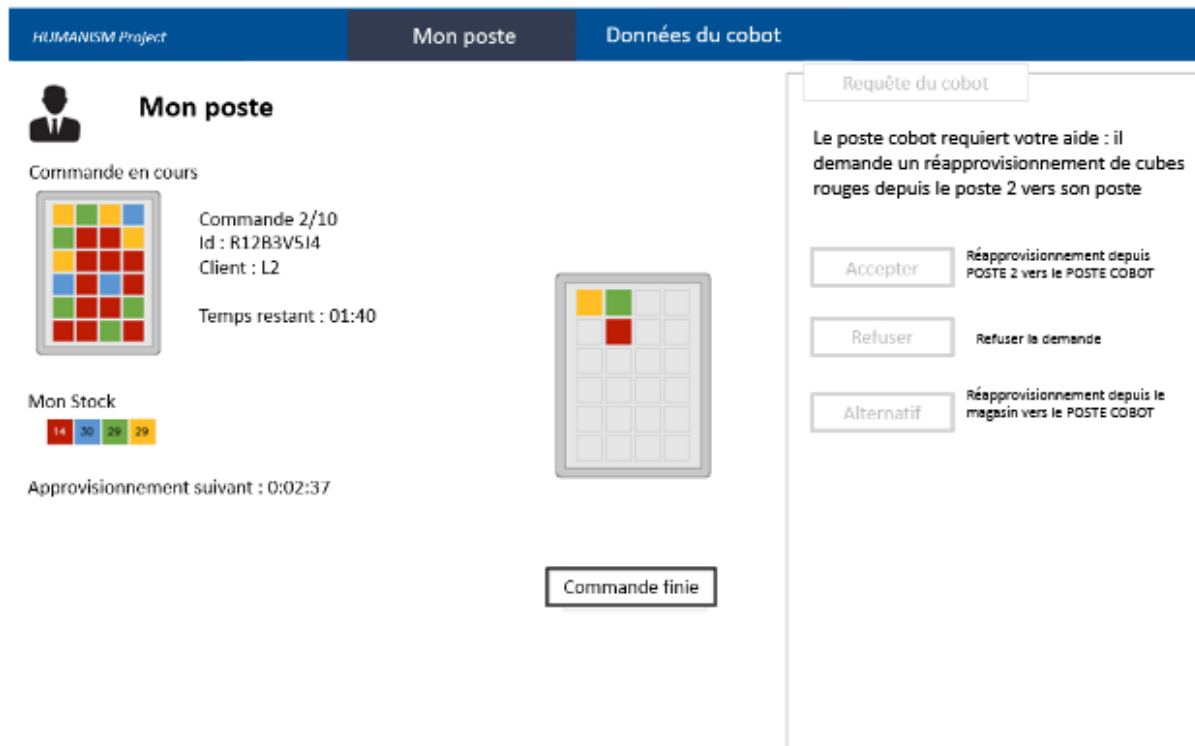 HUMANISM Project
Mon poste
Données du cobot
Mon poste
Commande en cours
Commande 2/10
Id : R12B3V5J4
Client : L2
Temps restant : 01:40
Mon Stock
14 30 29 29
Approvisionnement suivant : 0:02:37
Commande finie
Requête du cobot
Le poste cobot requiert votre aide : il
demande un réapprovisionnement de cubes
rouges depuis le poste 2 vers son poste
Accepter
Réapprovisionnement depuis
POSTE 2 vers le POSTE COBOT
Refuser
Refuser la demande
Alternatif
Réapprovisionnement depuis le
magasin vers le POSTE COBOT